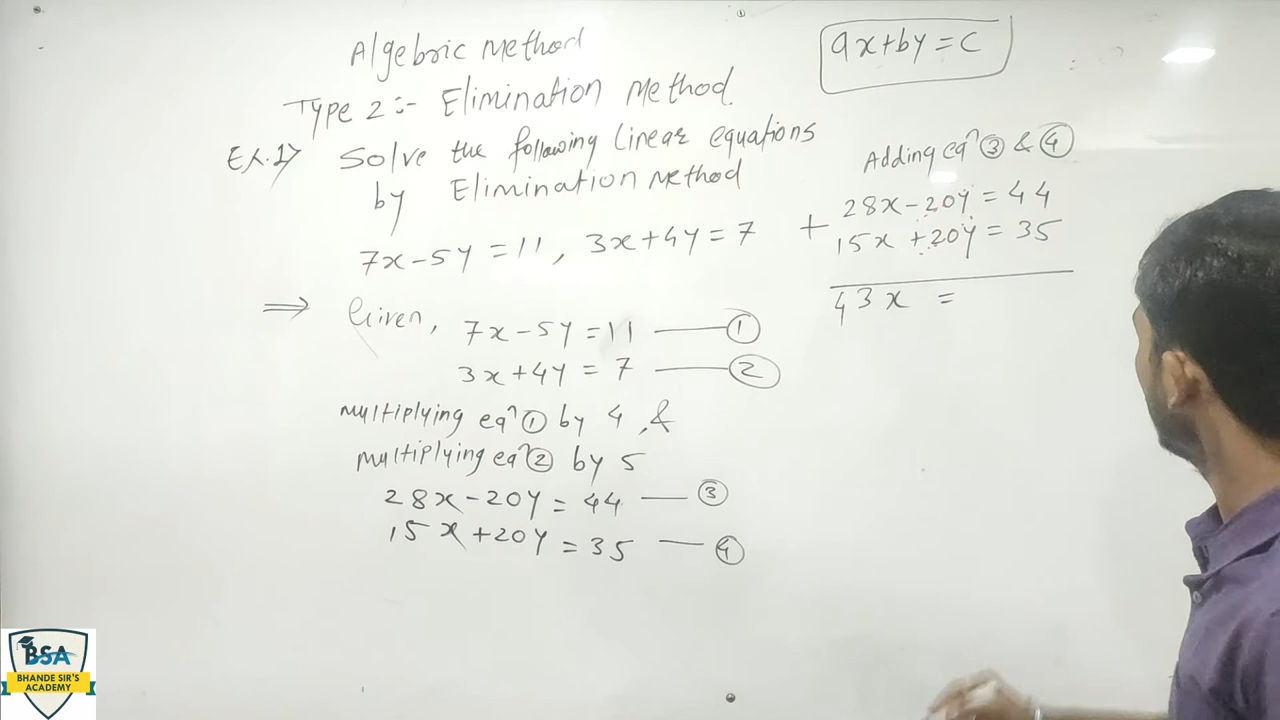 Algebric Method
Type 2 :- Elimination Method.
Ex.1) Solve the following linear equations
by Elimination Method
7x-5y=11, 3x+4y=7
⇒ Given, 7x-5y=11 —— ①
3x+4y=7 —— ②
multiplying eqⁿ ① by 4, &
multiplying eqⁿ ② by 5
28x-20y=44 —— ③
15x+20y=35 —— ④
ax+by=c
Adding eqⁿ ③ & ④
28x-20y=44
+ 15x+20y=35
43x =
BSA
BHANDE SIR'S
ACADEMY